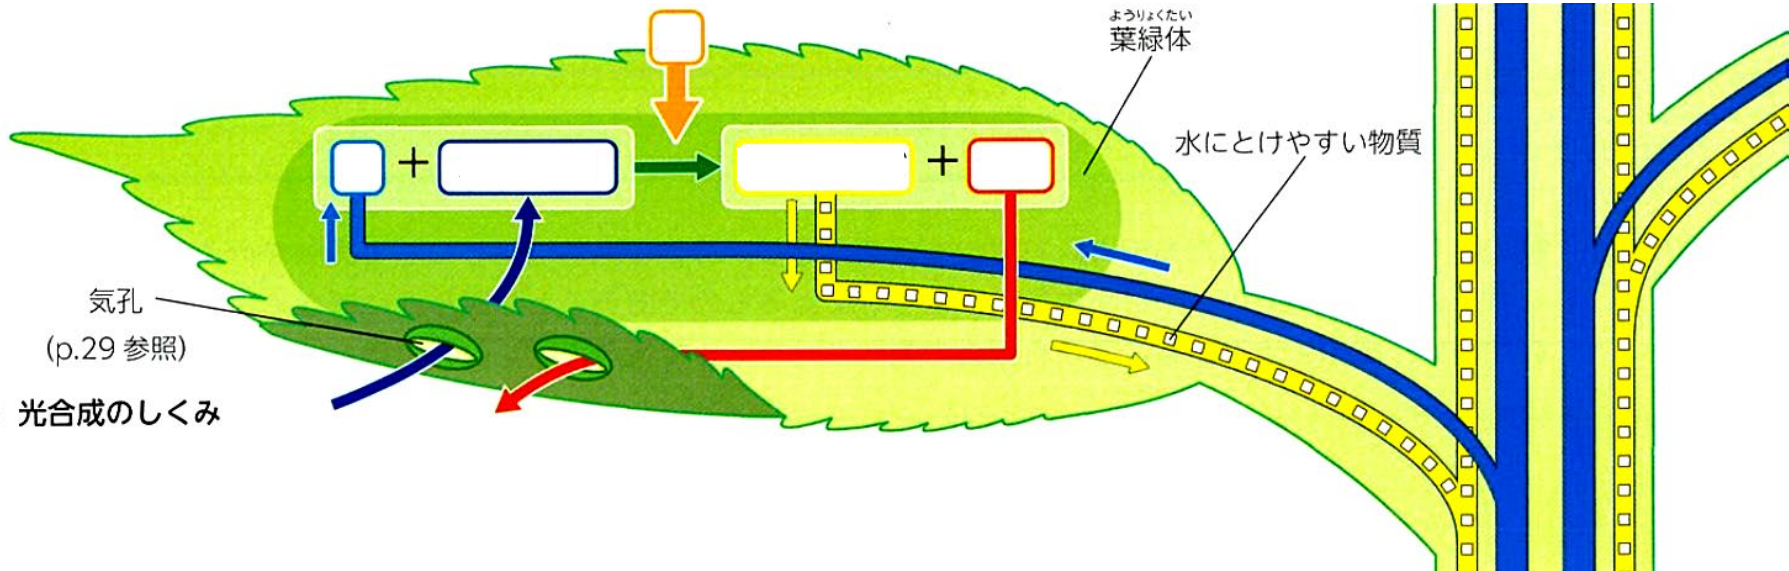 ようりょくたい
葉緑体
水にとけやすい物質
＋
＋
気孔
(p.29 参照)
光合成のしくみ